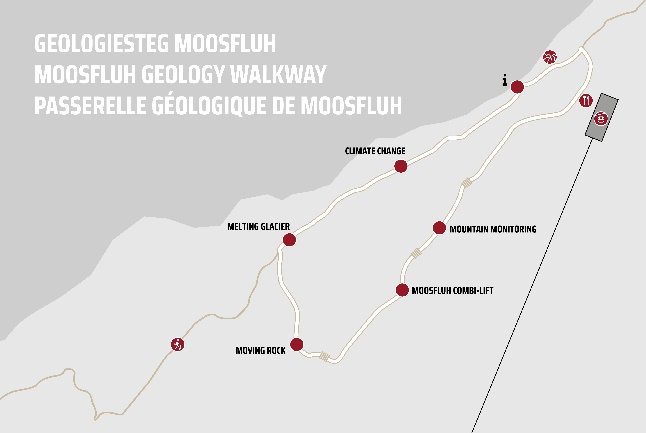 GEOLOGIESTEG MOOSFLUH
MOOSFLUH GEOLOGY WALKWAY
PASSERELLE GÉOLOGIQUE DE MOOSFLUH
i
CLIMATE CHANGE
MELTING GLACIER
MOUNTAIN MONITORING
MOOSFLUH COMBI-LIFT
MOVING ROCK